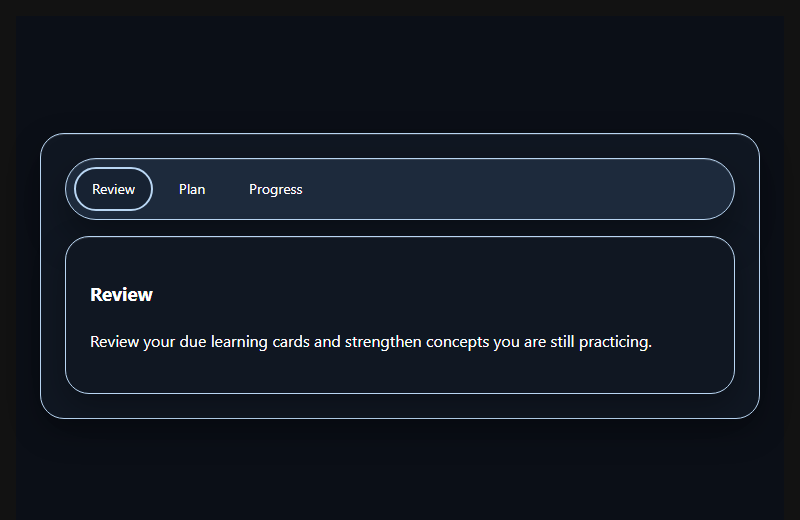 Review Plan Progress
Review
Review your due learning cards and strengthen concepts you are still practicing.